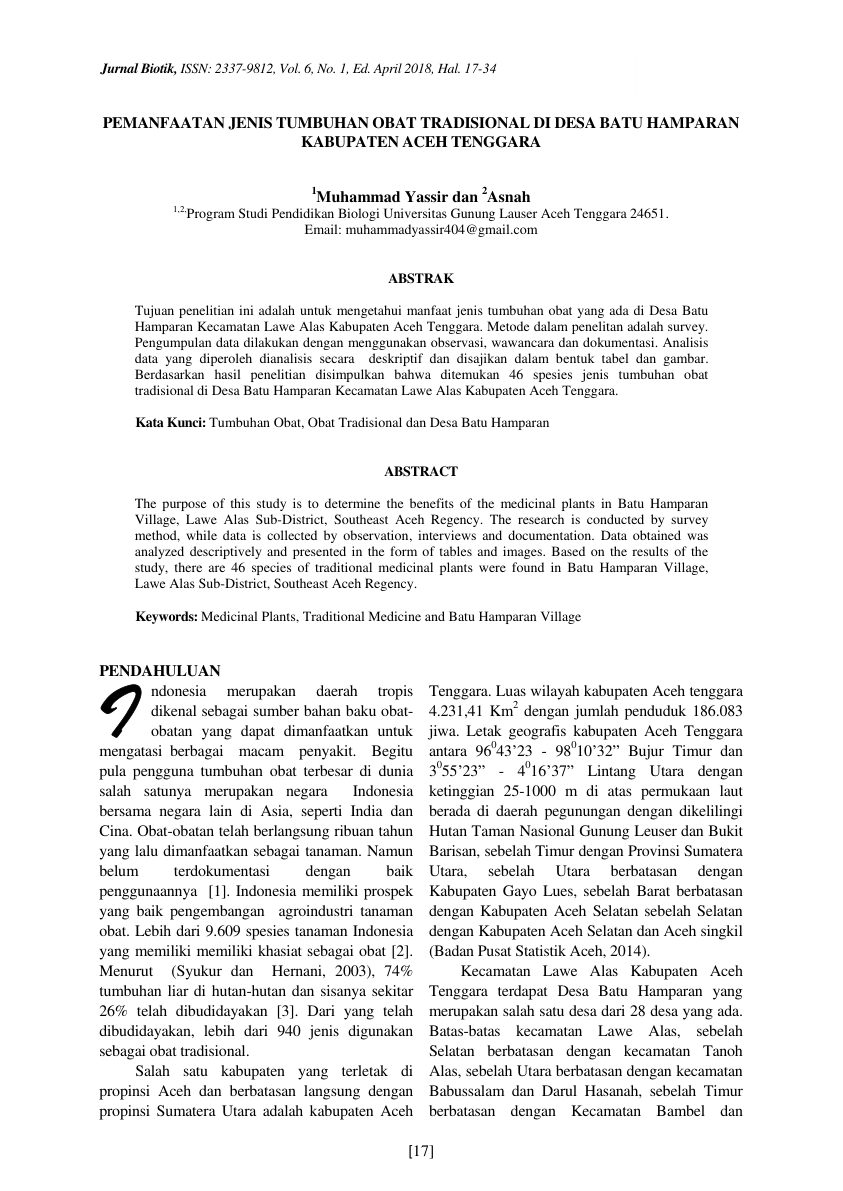 Jurnal Biotik, ISSN: 2337-9812, Vol. 6, No. 1, Ed. April 2018, Hal. 17-34
PEMANFAATAN JENIS TUMBUHAN OBAT TRADISIONAL DI DESA BATU HAMPARAN
KABUPATEN ACEH TENGGARA
1Muhammad Yassir dan 2Asnah
1,2,Program Studi Pendidikan Biologi Universitas Gunung Lauser Aceh Tenggara 24651.
Email: muhammadyassir404@gmail.com
ABSTRAK
Tujuan penelitian ini adalah untuk mengetahui manfaat jenis tumbuhan obat yang ada di Desa Batu
Hamparan Kecamatan Lawe Alas Kabupaten Aceh Tenggara. Metode dalam penelitan adalah survey.
Pengumpulan data dilakukan dengan menggunakan observasi, wawancara dan dokumentasi. Analisis
data yang diperoleh dianalisis secara deskriptif dan disajikan dalam bentuk tabel dan gambar.
Berdasarkan hasil penelitian disimpulkan bahwa ditemukan 46 spesies jenis tumbuhan obat
tradisional di Desa Batu Hamparan Kecamatan Lawe Alas Kabupaten Aceh Tenggara.
Kata Kunci: Tumbuhan Obat, Obat Tradisional dan Desa Batu Hamparan
ABSTRACT
The purpose of this study is to determine the benefits of the medicinal plants in Batu Hamparan
Village, Lawe Alas Sub-District, Southeast Aceh Regency. The research is conducted by survey
method, while data is collected by observation, interviews and documentation. Data obtained was
analyzed descriptively and presented in the form of tables and images. Based on the results of the
study, there are 46 species of traditional medicinal plants were found in Batu Hamparan Village,
Lawe Alas Sub-District, Southeast Aceh Regency.
Keywords: Medicinal Plants, Traditional Medicine and Batu Hamparan Village
PENDAHULUAN
Indonesia merupakan daerah tropis
dikenal sebagai sumber bahan baku obat-
obatan yang dapat dimanfaatkan untuk
mengatasi berbagai macam penyakit. Begitu
pula pengguna tumbuhan obat terbesar di dunia
salah satunya merupakan negara Indonesia
bersama negara lain di Asia, seperti India dan
Cina. Obat-obatan telah berlangsung ribuan tahun
yang lalu dimanfaatkan sebagai tanaman. Namun
belum terdokumentasi dengan baik
penggunaannya [1]. Indonesia memiliki prospek
yang baik pengembangan agroindustri tanaman
obat. Lebih dari 9.609 spesies tanaman Indonesia
yang memiliki memiliki khasiat sebagai obat [2].
Menurut (Syukur dan Hernani, 2003), 74%
tumbuhan liar di hutan-hutan dan sisanya sekitar
26% telah dibudidayakan [3]. Dari yang telah
dibudidayakan, lebih dari 940 jenis digunakan
sebagai obat tradisional.
Salah satu kabupaten yang terletak di
propinsi Aceh dan berbatasan langsung dengan
propinsi Sumatera Utara adalah kabupaten Aceh
Tenggara. Luas wilayah kabupaten Aceh tenggara
4.231,41 Km2 dengan jumlah penduduk 186.083
jiwa. Letak geografis kabupaten Aceh Tenggara
antara 96043’23 - 98010’32” Bujur Timur dan
3055’23” - 4016’37” Lintang Utara dengan
ketinggian 25-1000 m di atas permukaan laut
berada di daerah pegunungan dengan dikelilingi
Hutan Taman Nasional Gunung Leuser dan Bukit
Barisan, sebelah Timur dengan Provinsi Sumatera
Utara, sebelah Utara berbatasan dengan
Kabupaten Gayo Lues, sebelah Barat berbatasan
dengan Kabupaten Aceh Selatan sebelah Selatan
dengan Kabupaten Aceh Selatan dan Aceh singkil
(Badan Pusat Statistik Aceh, 2014).
Kecamatan Lawe Alas Kabupaten Aceh
Tenggara terdapat Desa Batu Hamparan yang
merupakan salah satu desa dari 28 desa yang ada.
Batas-batas kecamatan Lawe Alas, sebelah
Selatan berbatasan dengan kecamatan Tanoh
Alas, sebelah Utara berbatasan dengan kecamatan
Babussalam dan Darul Hasanah, sebelah Timur
berbatasan dengan Kecamatan Bambel dan
[17]